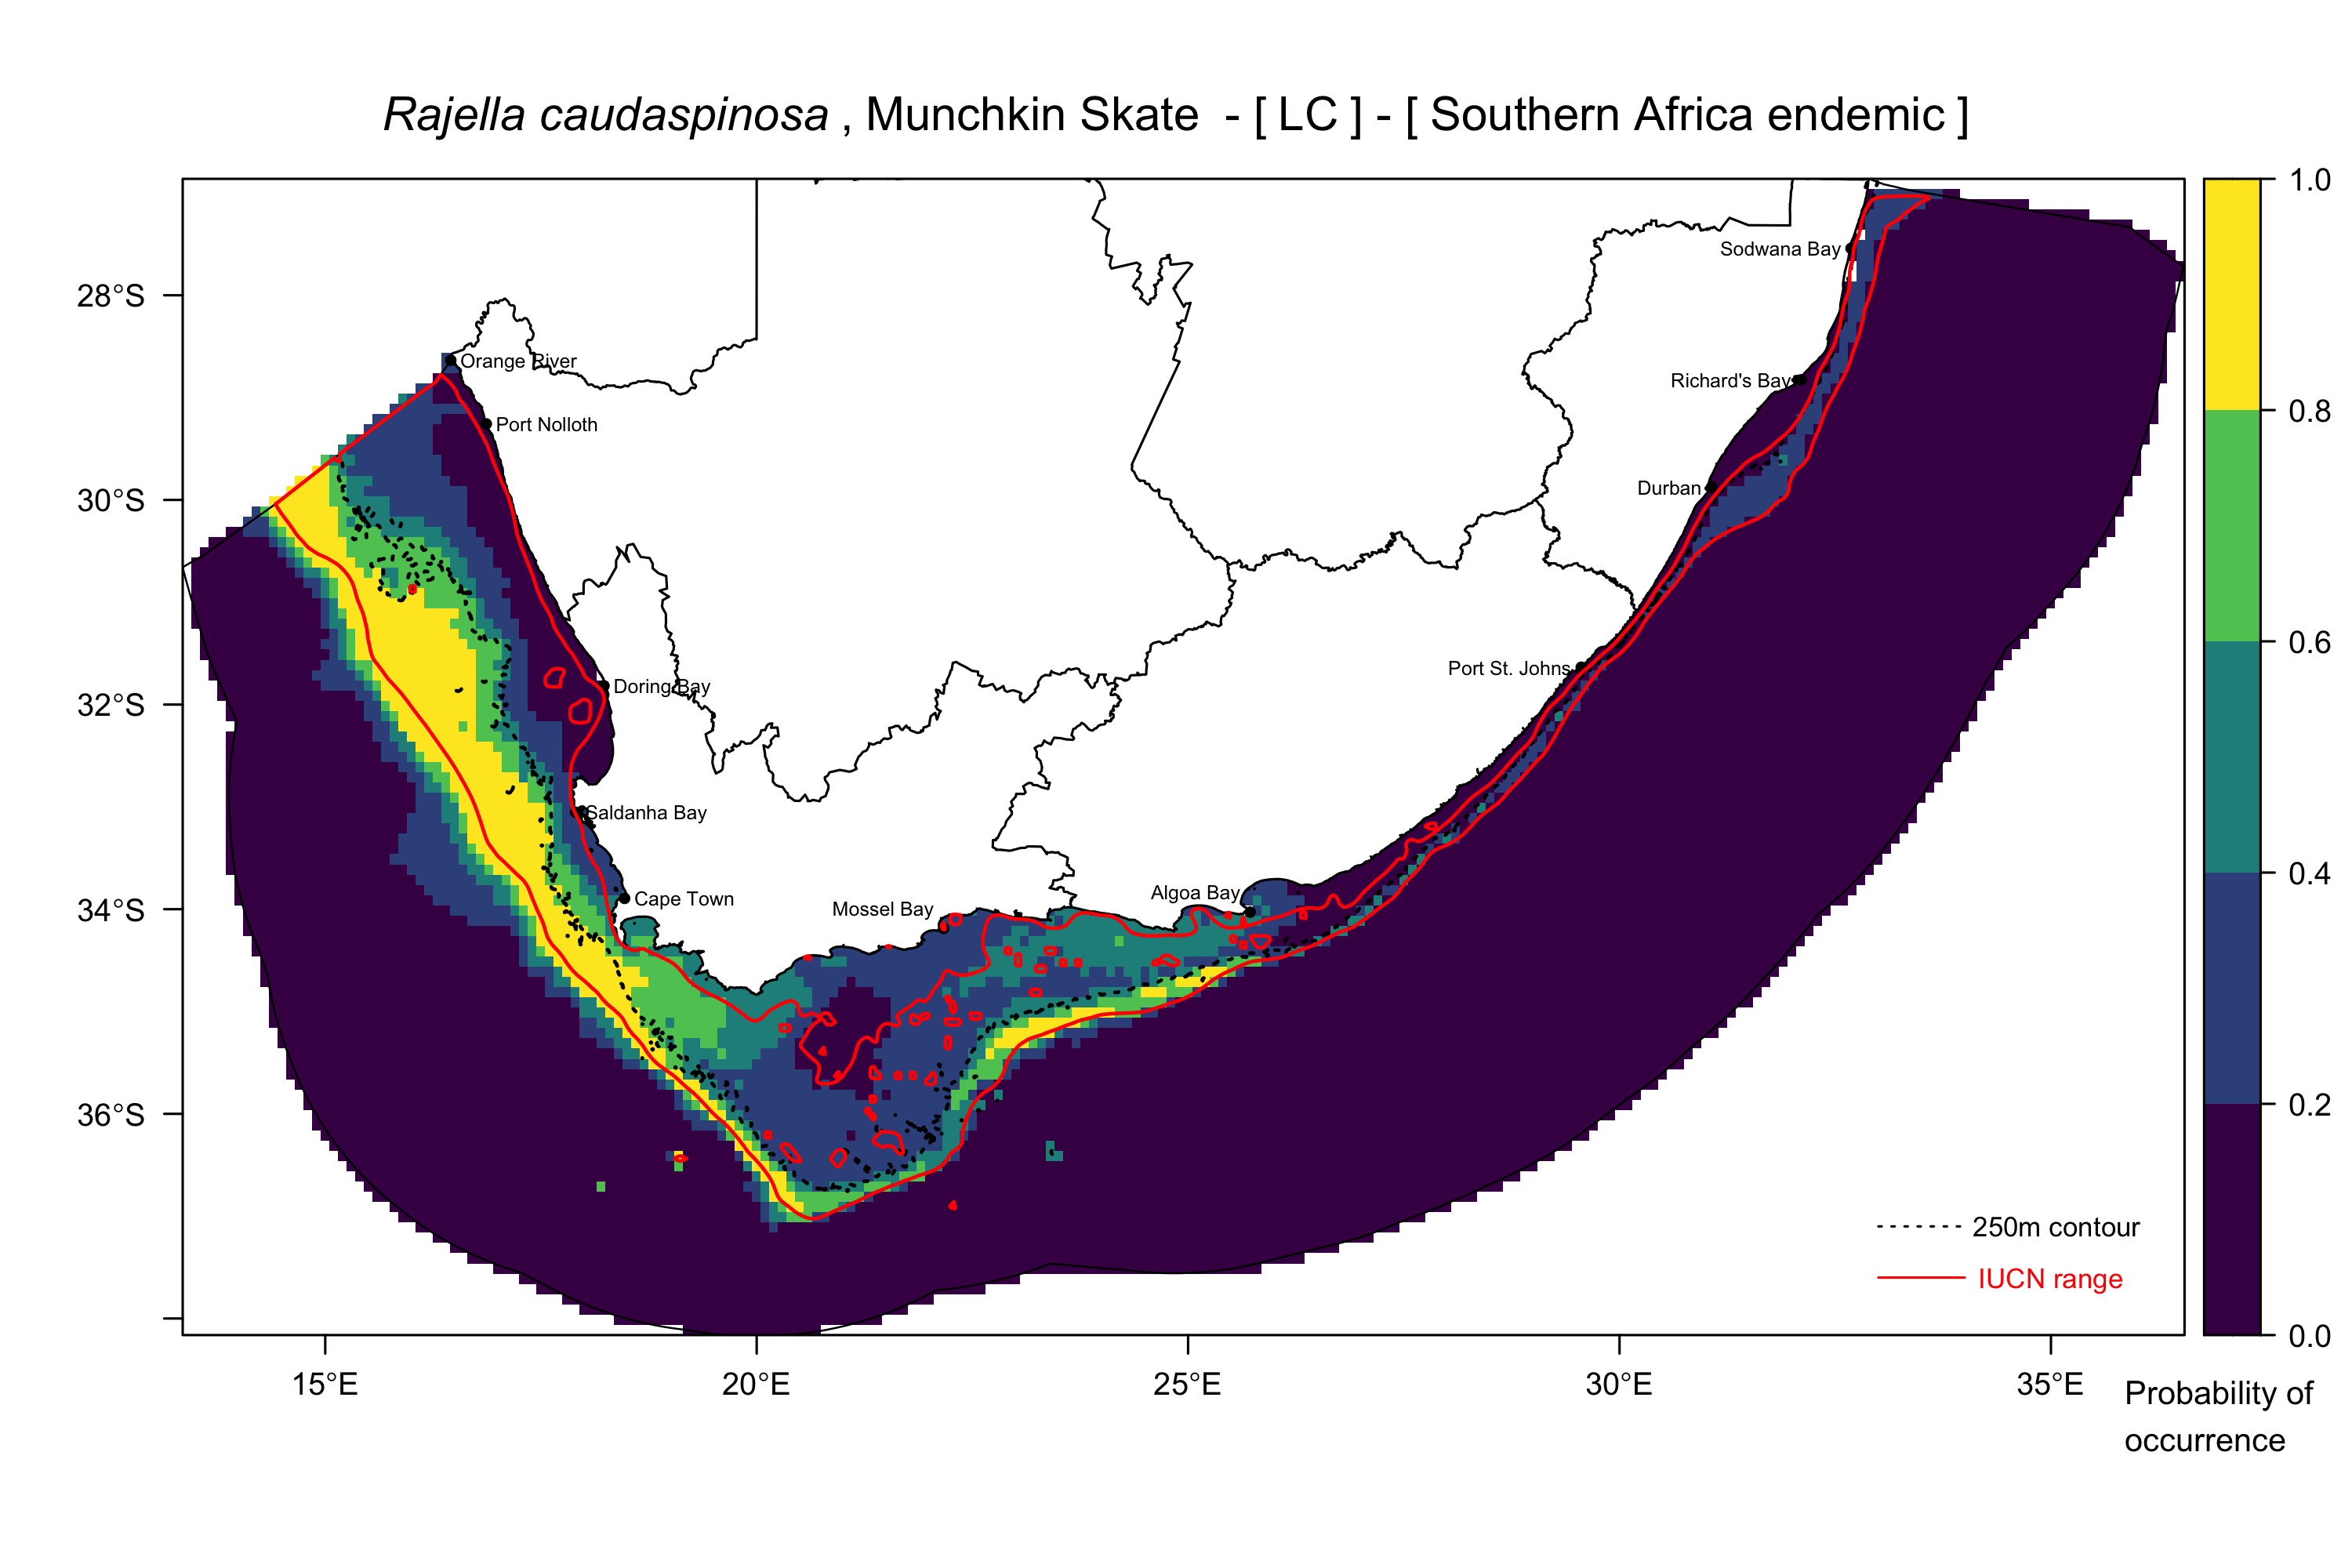 Rajella caudaspinosa , Munchkin Skate - [ LC ] - [ Southern Africa endemic ]
1.0
Sodwana Bay
28°S
Orange River
Richard's Bay
0.8
Port Nolloth
Durban
30°S
0.6
Port St. Johns
Doring Bay
32°S
Saldanha Bay
0.4
Algoa Bay
Cape Town
Mossel Bay
34°S
0.2
36°S
250m contour
IUCN range
0.0
15°E
20°E
25°E
30°E
35°E
Probability of
occurrence